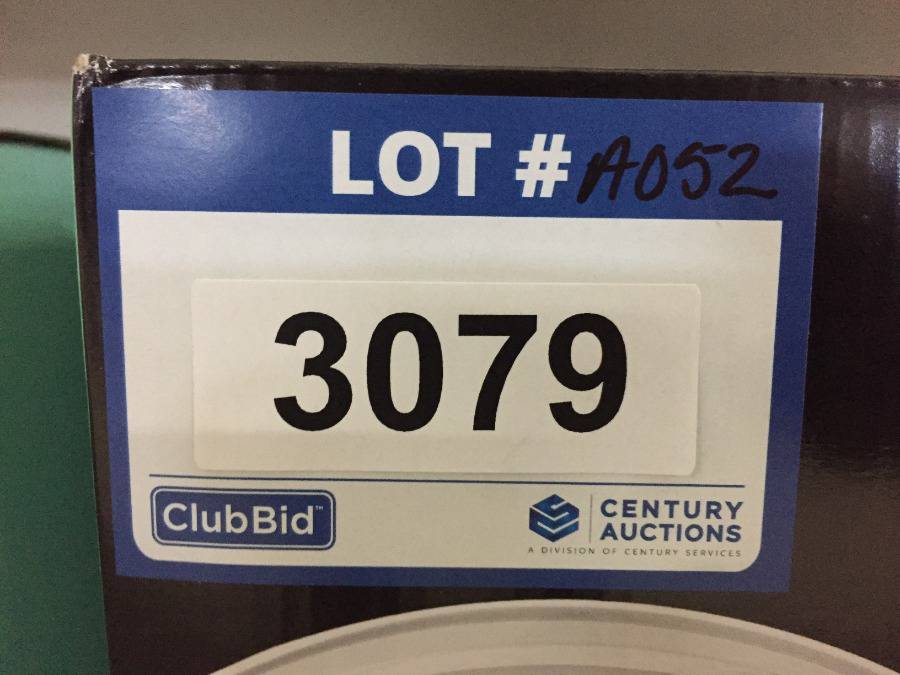 LOT # A052
3079
ClubBid™
CENTURY
AUCTIONS
A DIVISION OF CENTURY SERVICES